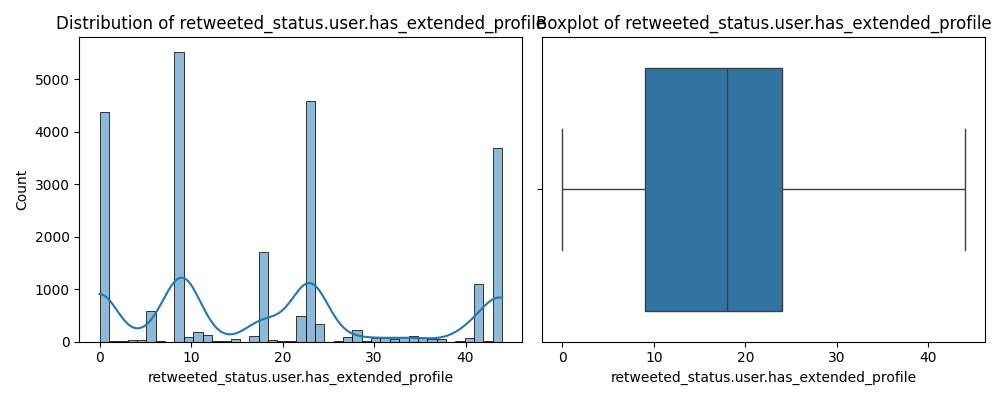 Distribution of retweeted_status.user.has_extended_profile
Boxplot of retweeted_status.user.has_extended_profile
5000
4000
3000
2000
1000
0
Count
0 10 20 30 40
retweeted_status.user.has_extended_profile
0 10 20 30 40
retweeted_status.user.has_extended_profile